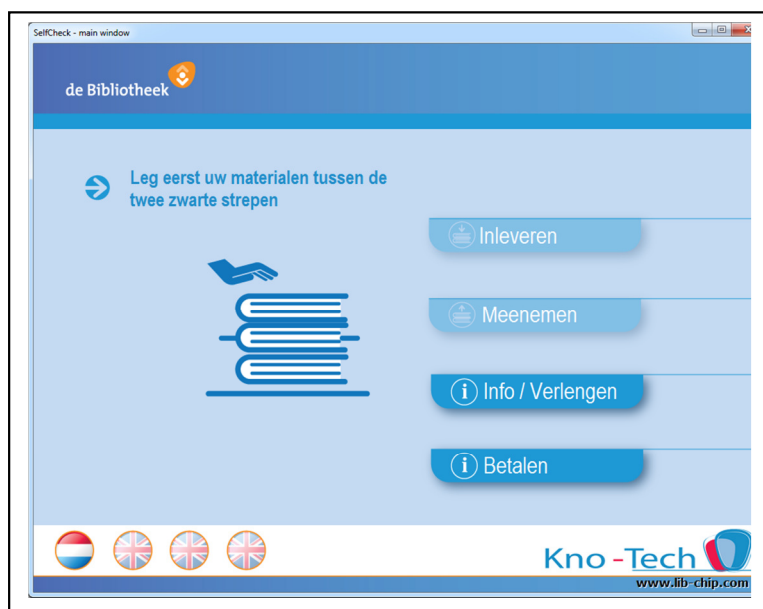 SelfCheck - main window
de Bibliotheek
Leg eerst uw materialen tussen de
twee zwarte strepen
Inleveren
Meenemen
i Info / Verlengen
i Betalen
Kno -Tech
www.lib-chip.com